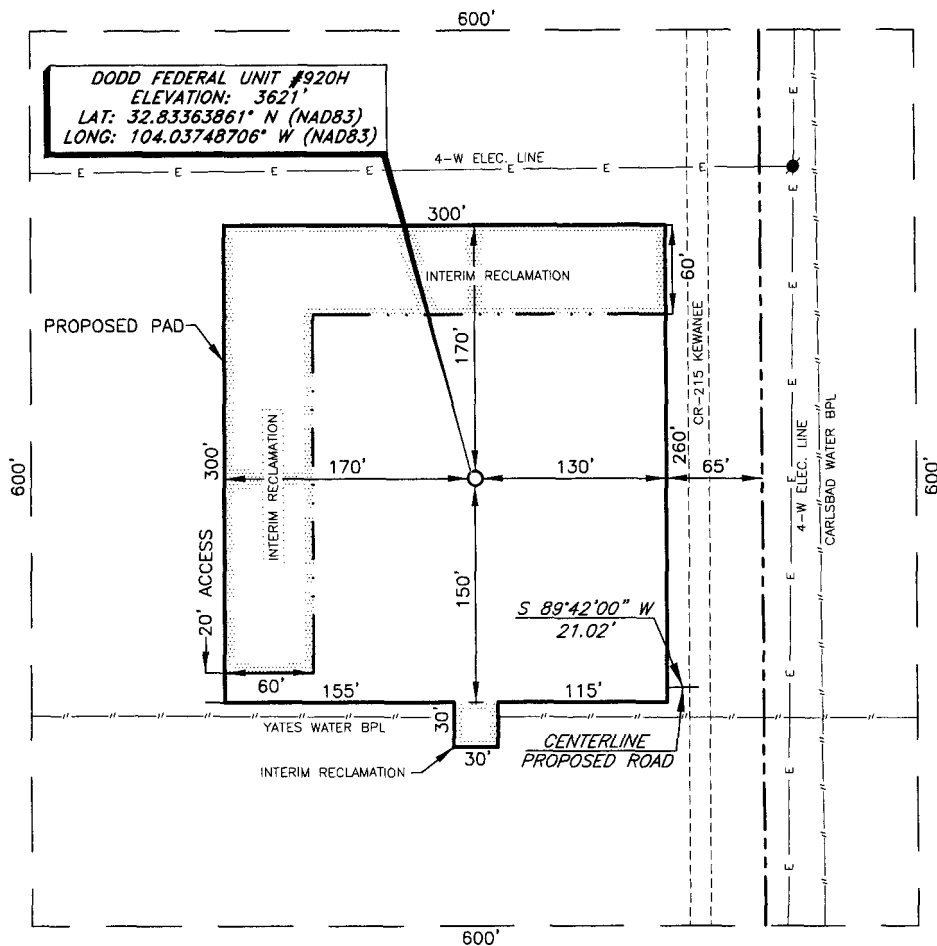 600'
DODD FEDERAL UNIT #920H
ELEVATION: 3621'
LAT: 32.83363861° N (NAD83)
LONG: 104.03748706° W (NAD83)
E
4-W ELEC. LINE
E E E E E E E
300'
INTERIM RECLAMATION
60'
PROPOSED PAD
170'
CR-215 KEWANEE
E
600'
300'
INTERIM RECLAMATION
170'
130'
260'
65'
E
4-W ELEC. LINE
CARLSBAD WATER BPL
600'
20' ACCESS
150'
E
S 89°42'00" W
21.02'
60'
155'
115'
E
YATES WATER BPL
30'
30'
CENTERLINE
PROPOSED ROAD
INTERIM RECLAMATION
E
E
600'